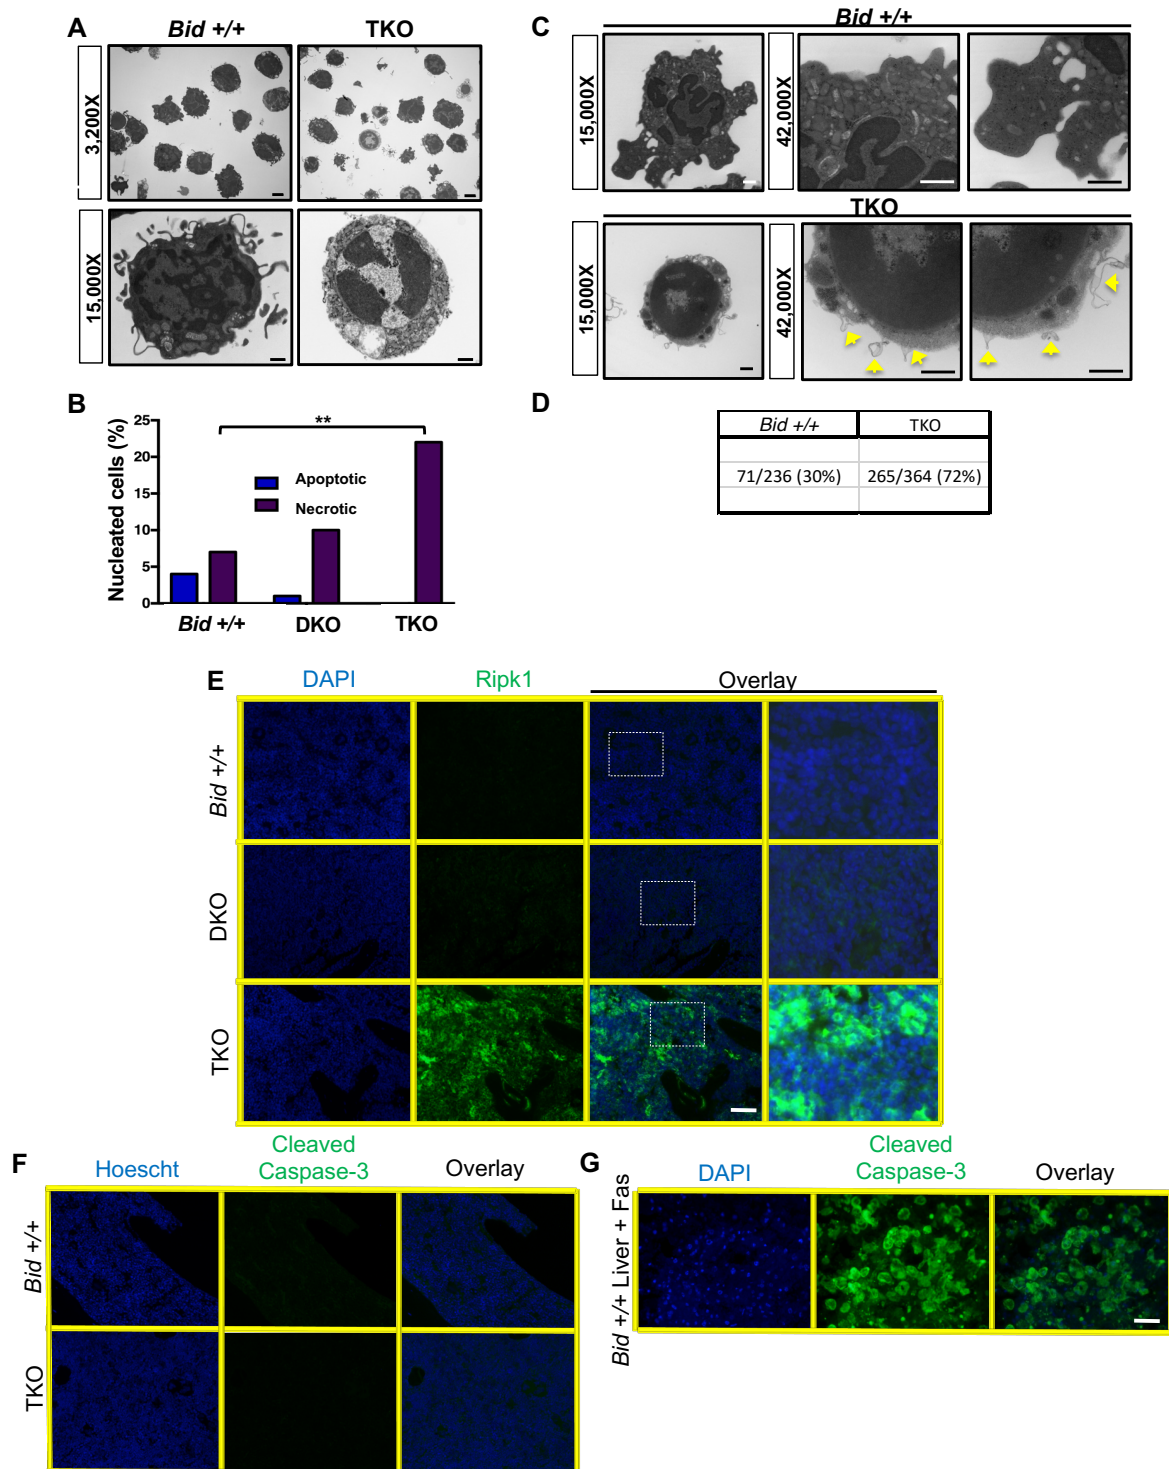 A
Bid +/+
TKO
3,200X
15,000X
C
Bid +/+
15,000X
42,000X
TKO
15,000X
42,000X
B
Nucleated cells (%)
25
20
15
10
5
0
**
Apoptotic
Necrotic
Bid +/+
DKO
TKO
D
Bid +/+ TKO
71/236 (30%) 265/364 (72%)
E
DAPI
Ripk1
Overlay
Bid +/+
DKO
TKO
F
Hoescht
Cleaved
Caspase-3
Overlay
Bid +/+
TKO
G
DAPI
Cleaved
Caspase-3
Overlay
Bid +/+ Liver + Fas